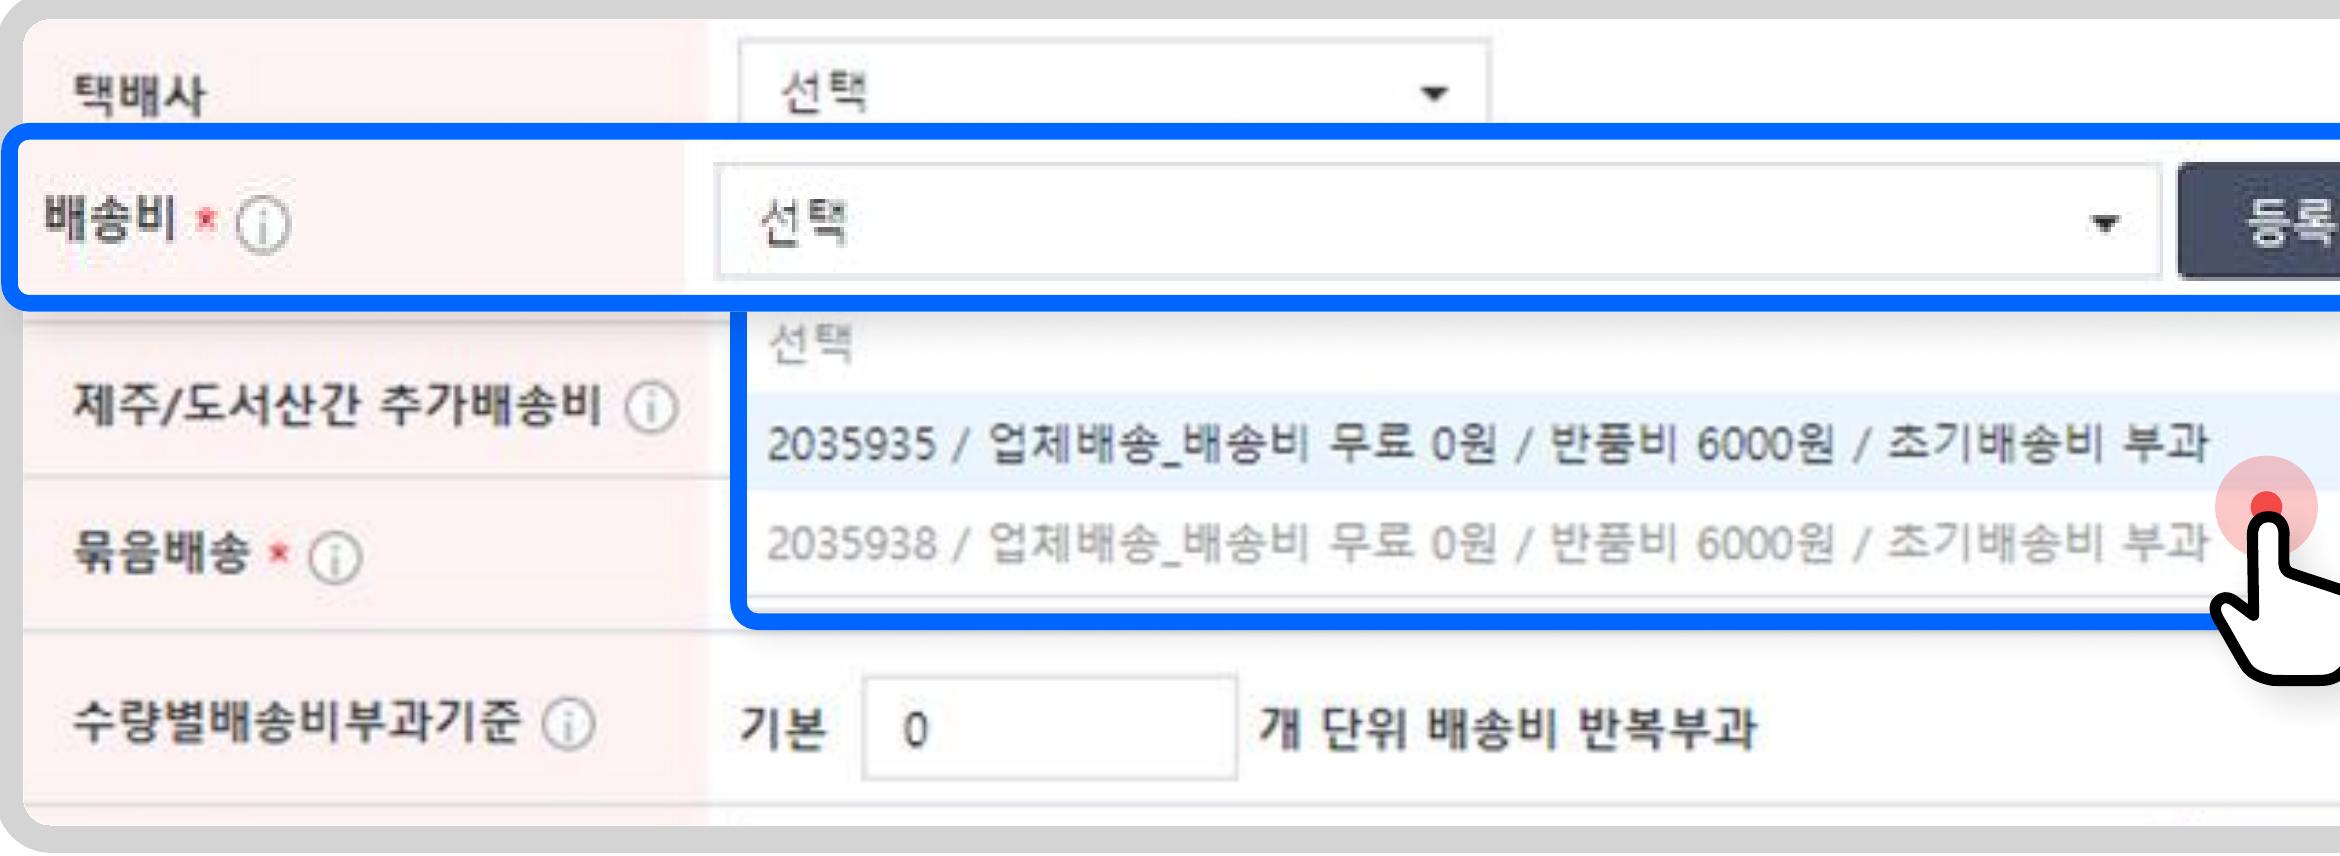 택배사 선택
배송비 * 선택 등록
선택
제주/도서산간 추가배송비
2035935 / 업체배송_배송비 무료 0원 / 반품비 6000원 / 초기배송비 부과
묶음배송 *
2035938 / 업체배송_배송비 무료 0원 / 반품비 6000원 / 초기배송비 부과
수량별배송비부과기준 기본 0 개 단위 배송비 반복부과